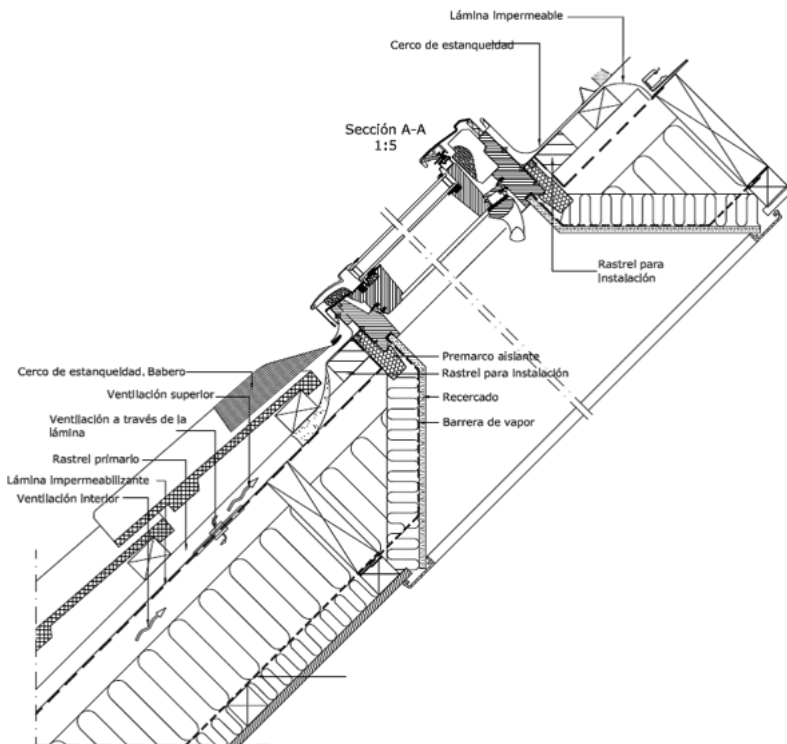 Lámina impermeable
Cerco de estanqueidad
Sección A-A
1:5
Rastrel para
Instalación
Premarco aislante
Cerco de estanqueidad, Babero
Rastrel para Instalación
Ventilación superior
Recercado
Ventilación a través de la
lámina
Barrera de vapor
Rastrel primario
Lámina impermeabilizante
Ventilación interior